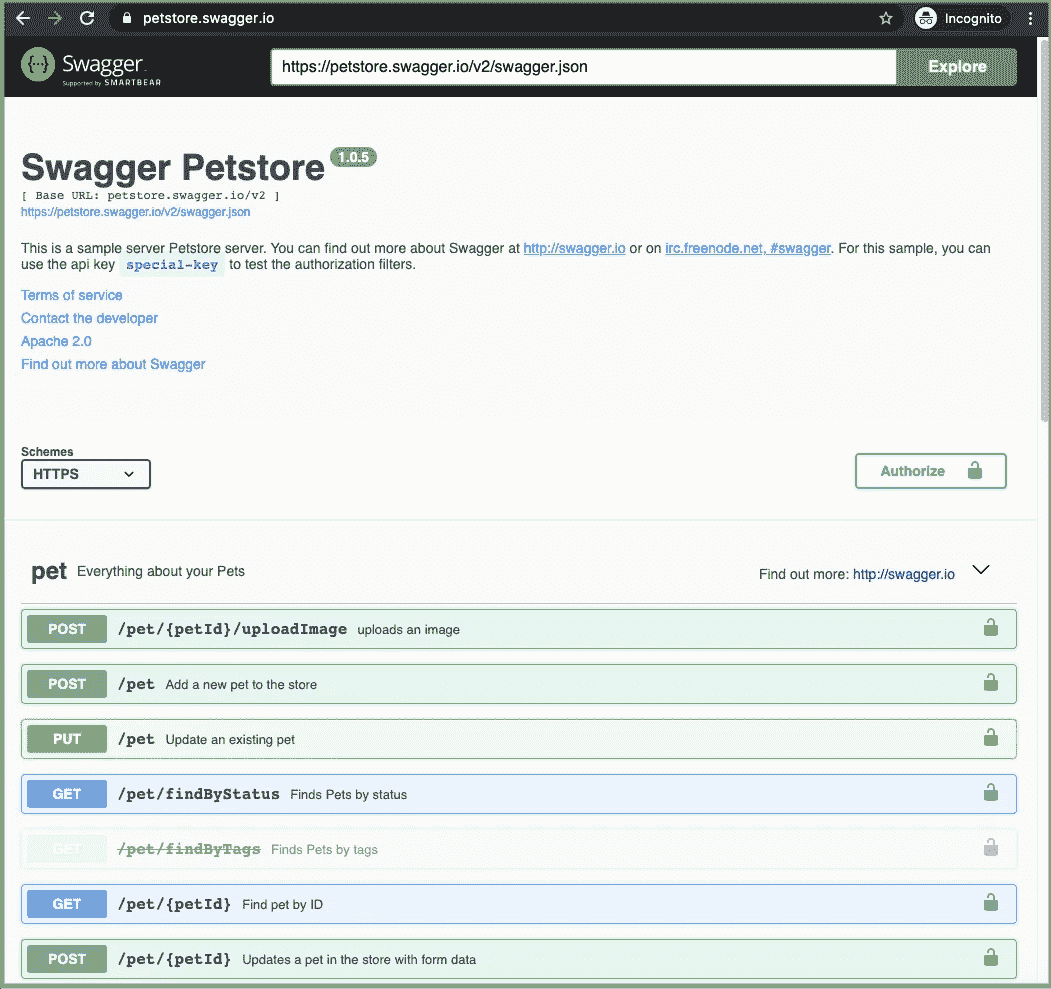 petstore.swagger.io
Incognito
Swagger.
Supported by SMARTBEAR
https://petstore.swagger.io/v2/swagger.json
Explore
Swagger Petstore 1.0.5
[ Base URL: petstore.swagger.io/v2 ]
https://petstore.swagger.io/v2/swagger.json
This is a sample server Petstore server. You can find out more about Swagger at http://swagger.io or on irc.freenode.net, #swagger. For this sample, you can
use the api key special-key to test the authorization filters.
Terms of service
Contact the developer
Apache 2.0
Find out more about Swagger
Schemes
HTTPS
Authorize
pet Everything about your Pets
Find out more: http://swagger.io
POST /pet/{petId}/uploadImage uploads an image
POST /pet Add a new pet to the store
PUT /pet Update an existing pet
GET /pet/findByStatus Finds Pets by status
GET /pet/findByTags Finds Pets by tags
GET /pet/{petId} Find pet by ID
POST /pet/{petId} Updates a pet in the store with form data